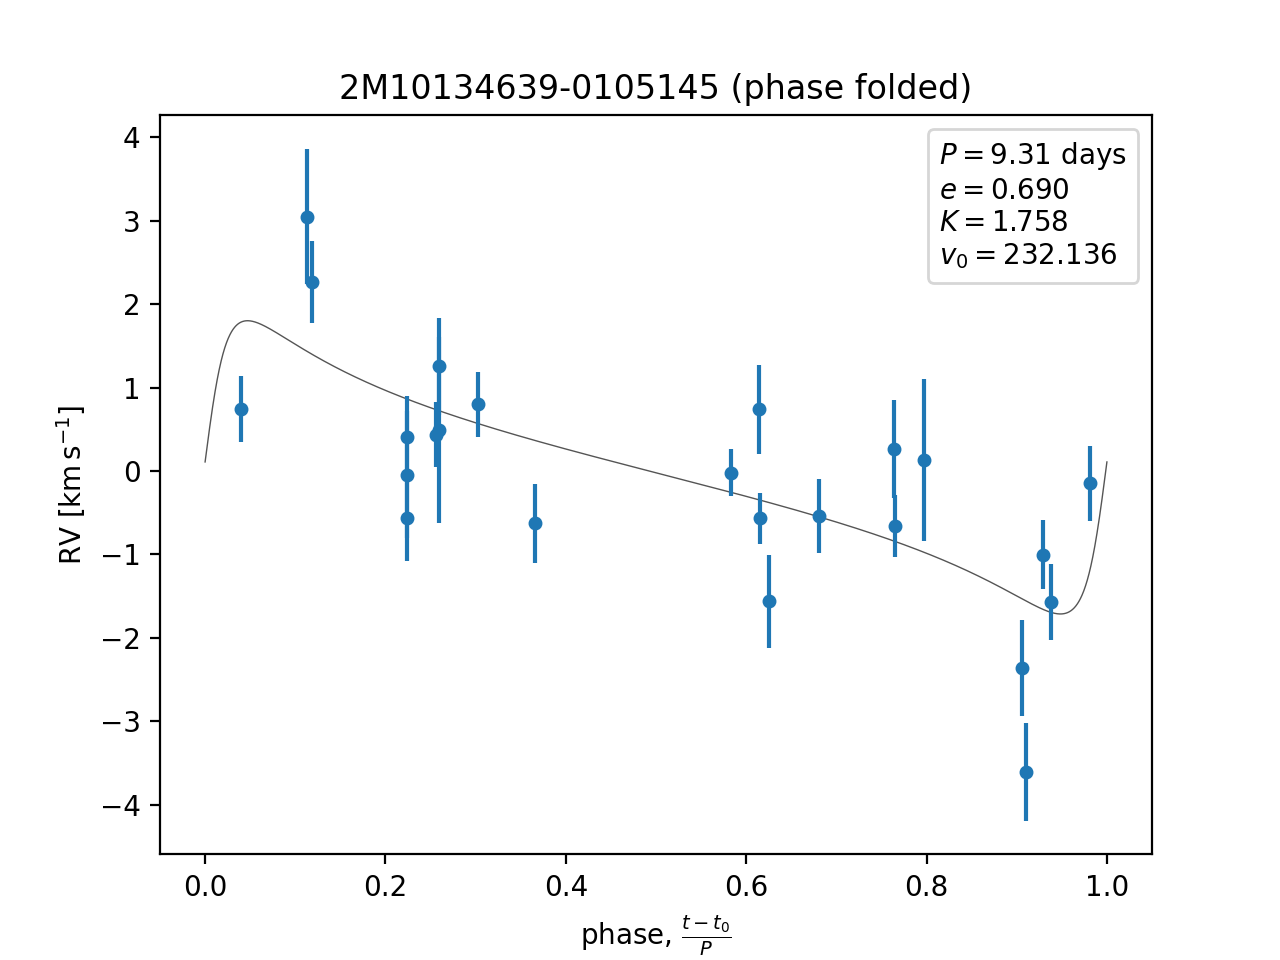 2M10134639-0105145 (phase folded)
P = 9.31 days
e = 0.690
K = 1.758
v₀ = 232.136
RV [km s⁻¹]
4
3
2
1
0
−1
−2
−3
−4
0.0 0.2 0.4 0.6 0.8 1.0
phase, (t − t₀)/P